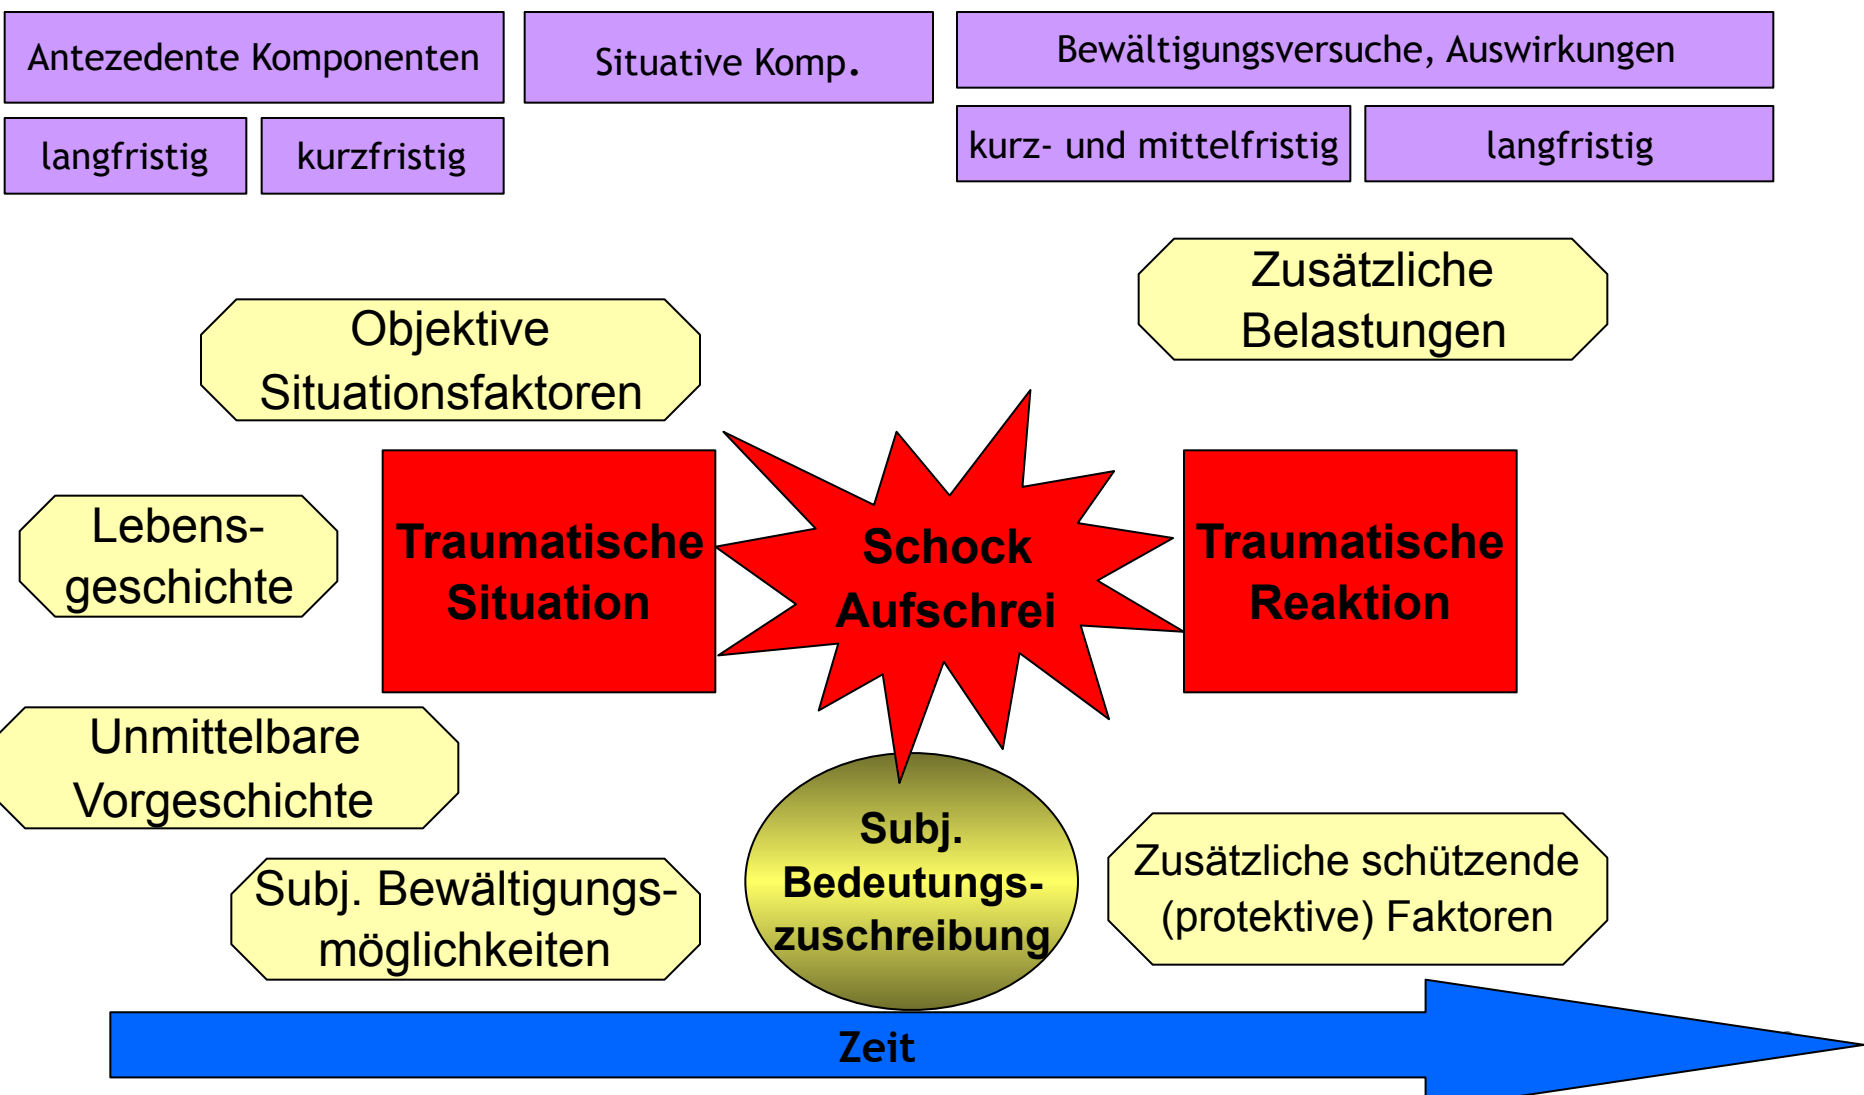 Antezedente Komponenten
Situative Komp.
Bewältigungsversuche, Auswirkungen
langfristig
kurzfristig
kurz- und mittelfristig
langfristig
Zusätzliche
Belastungen
Objektive
Situationsfaktoren
Lebens-
geschichte
Traumatische
Situation
Schock
Aufschrei
Traumatische
Reaktion
Unmittelbare
Vorgeschichte
Subj. Bewältigungs-
möglichkeiten
Subj.
Bedeutungs-
zuschreibung
Zusätzliche schützende
(protektive) Faktoren
Zeit